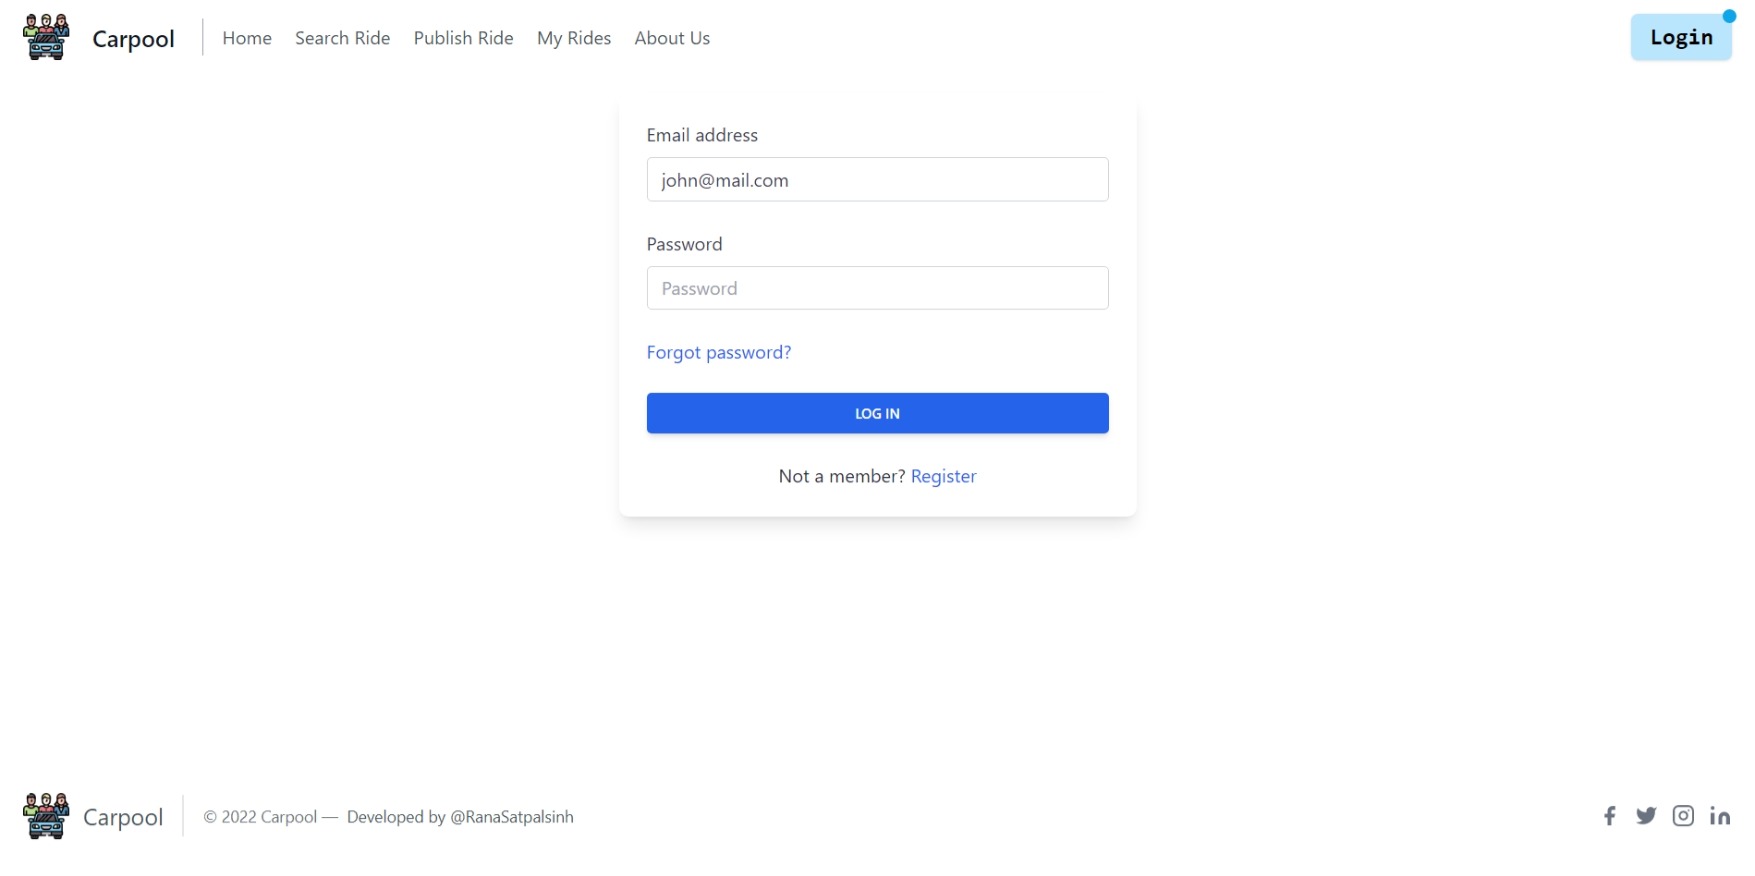 Carpool Home Search Ride Publish Ride My Rides About Us Login
Email address
john@mail.com
Password
Password
Forgot password?
LOG IN
Not a member? Register
Carpool © 2022 Carpool — Developed by @RanaSatpalsinh